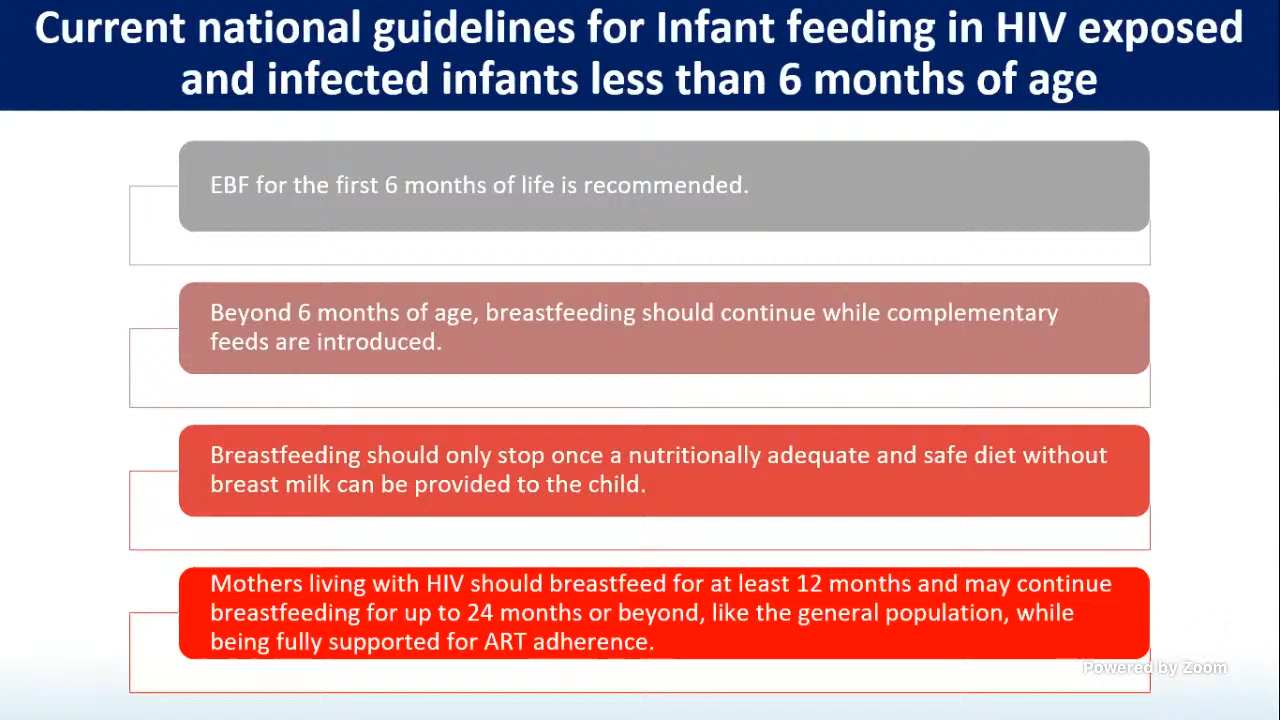 Current national guidelines for Infant feeding in HIV exposed
and infected infants less than 6 months of age
EBF for the first 6 months of life is recommended.
Beyond 6 months of age, breastfeeding should continue while complementary
feeds are introduced.
Breastfeeding should only stop once a nutritionally adequate and safe diet without
breast milk can be provided to the child.
Mothers living with HIV should breastfeed for at least 12 months and may continue
breastfeeding for up to 24 months or beyond, like the general population, while
being fully supported for ART adherence.
Powered by Zoom